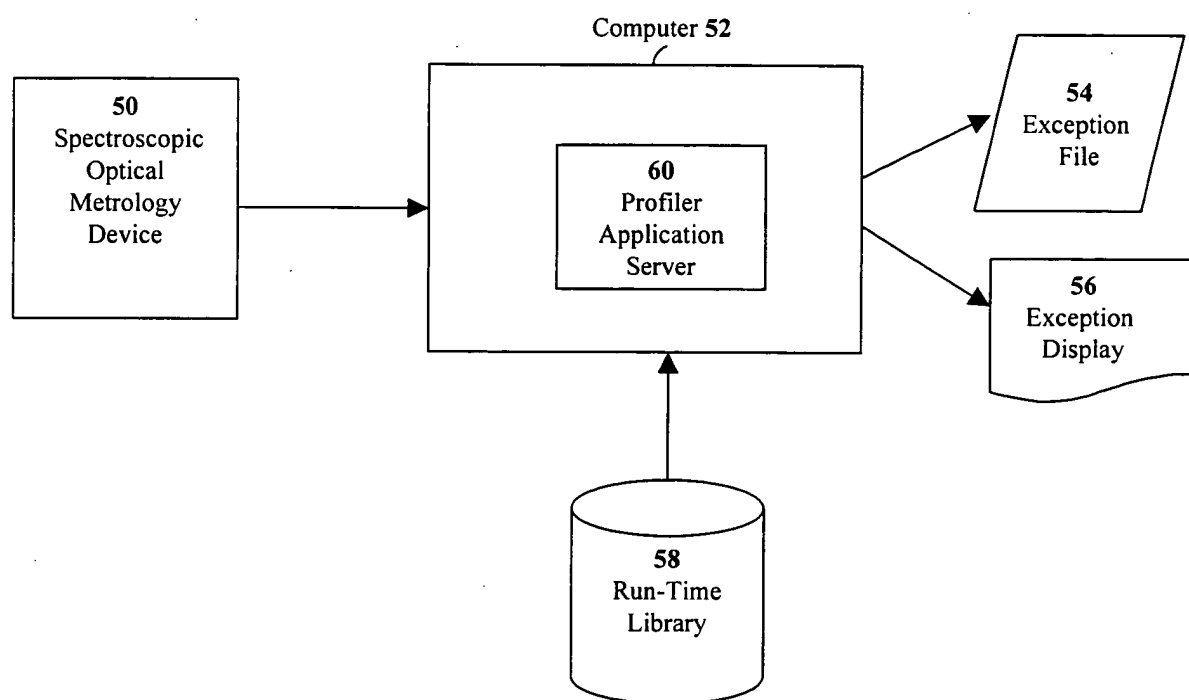 Computer 52
50
Spectroscopic
Optical
Metrology
Device
60
Profiler
Application
Server
54
Exception
File
56
Exception
Display
58
Run-Time
Library